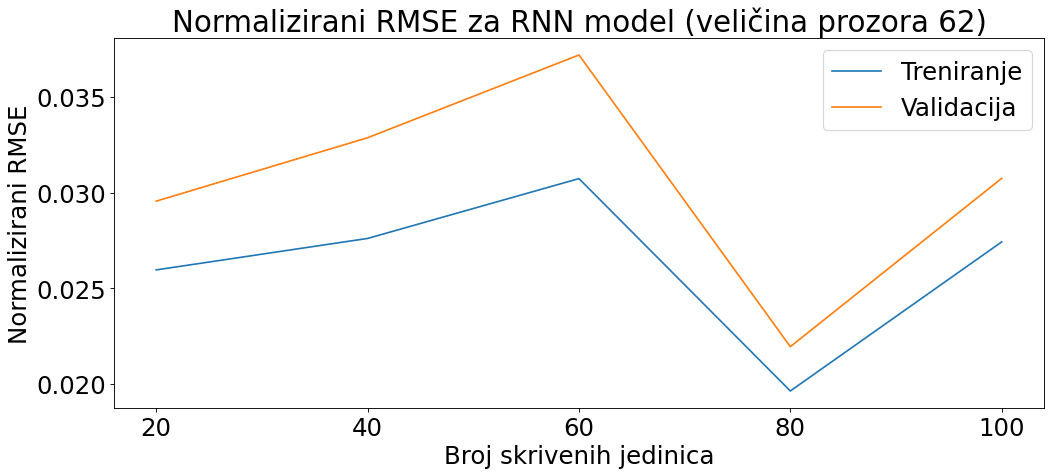 Normalizirani RMSE za RNN model (veličina prozora 62)
Treniranje
Validacija
Normalizirani RMSE
0.035
0.030
0.025
0.020
20 40 60 80 100
Broj skrivenih jedinica